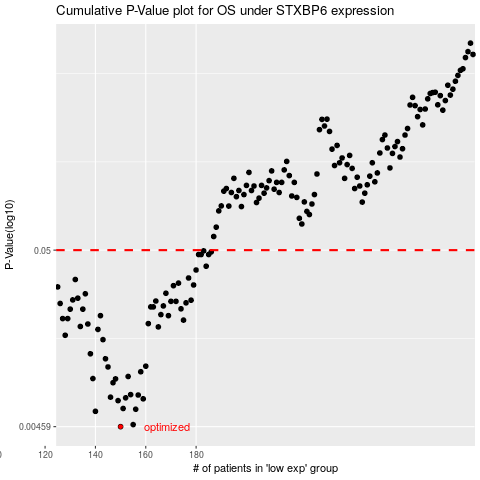 Cumulative P-Value plot for OS under STXBP6 expression
P-Value(log10)
0.05
0.00459
optimized
0
120
140
160
180
# of patients in 'low exp' group